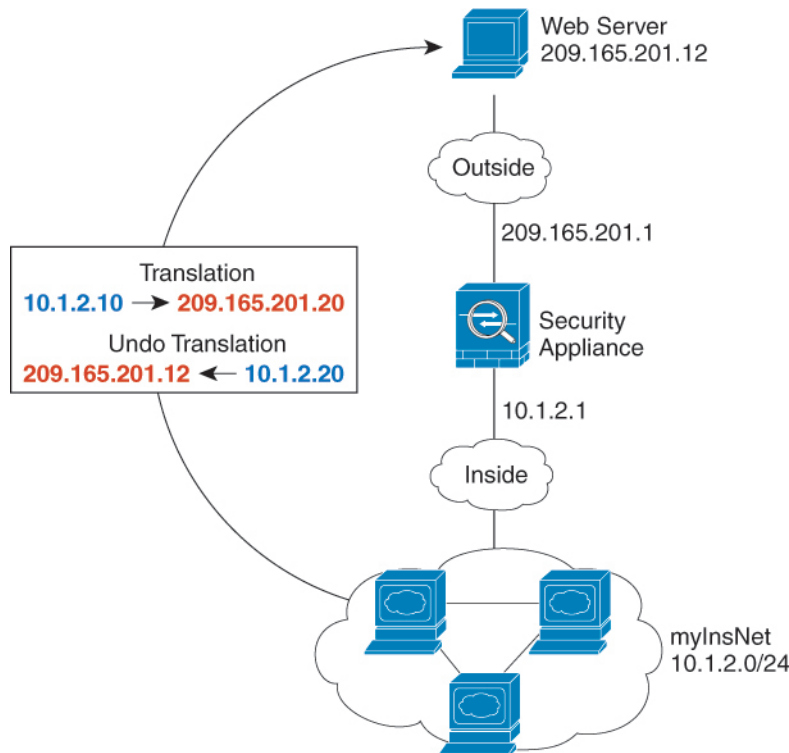 Web Server
209.165.201.12
Outside
209.165.201.1
Translation
10.1.2.10 → 209.165.201.20
Undo Translation
209.165.201.12 ← 10.1.2.20
Security
Appliance
10.1.2.1
Inside
myInsNet
10.1.2.0/24